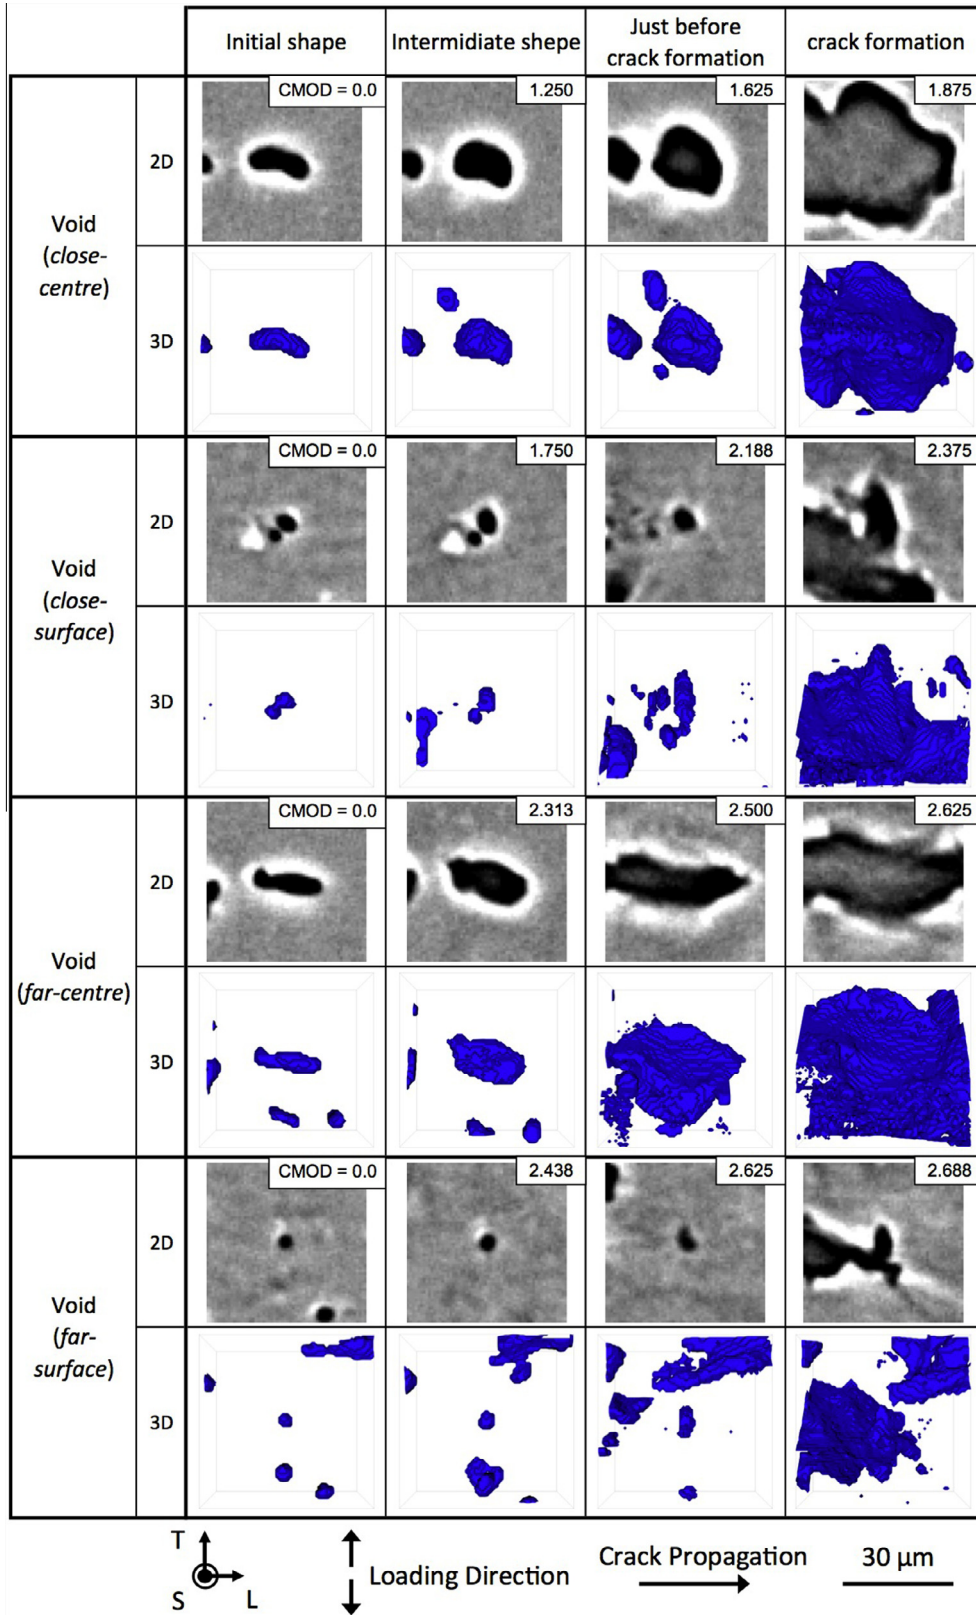 Initial shape
Intermidiate shepe
Just before
crack formation
crack formation
Void
(close-
centre)
2D
CMOD = 0.0
1.250
1.625
1.875
3D
Void
(close-
surface)
2D
CMOD = 0.0
1.750
2.188
2.375
3D
Void
(far-centre)
2D
CMOD = 0.0
2.313
2.500
2.625
3D
Void
(far-
surface)
2D
CMOD = 0.0
2.438
2.625
2.688
3D
T
S
L
Loading Direction
Crack Propagation
30 μm